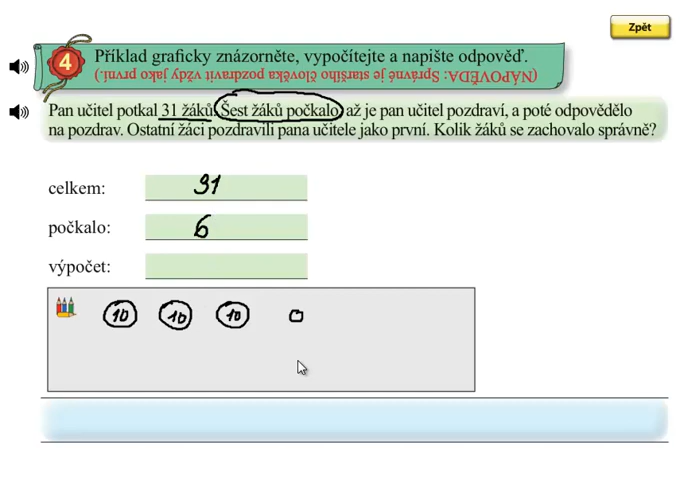 Zpět
4 Příklad graficky znázorněte, vypočítejte a napište odpověď.
(NÁPOVĚDA: Správné je staršího člověka pozdravit vždy jako první.)
Pan učitel potkal 31 žáků. Šest žáků počkalo, až je pan učitel pozdraví, a poté odpovědělo
na pozdrav. Ostatní žáci pozdravili pana učitele jako první. Kolik žáků se zachovalo správně?
celkem: 31
počkalo: 6
výpočet:
10 10 10